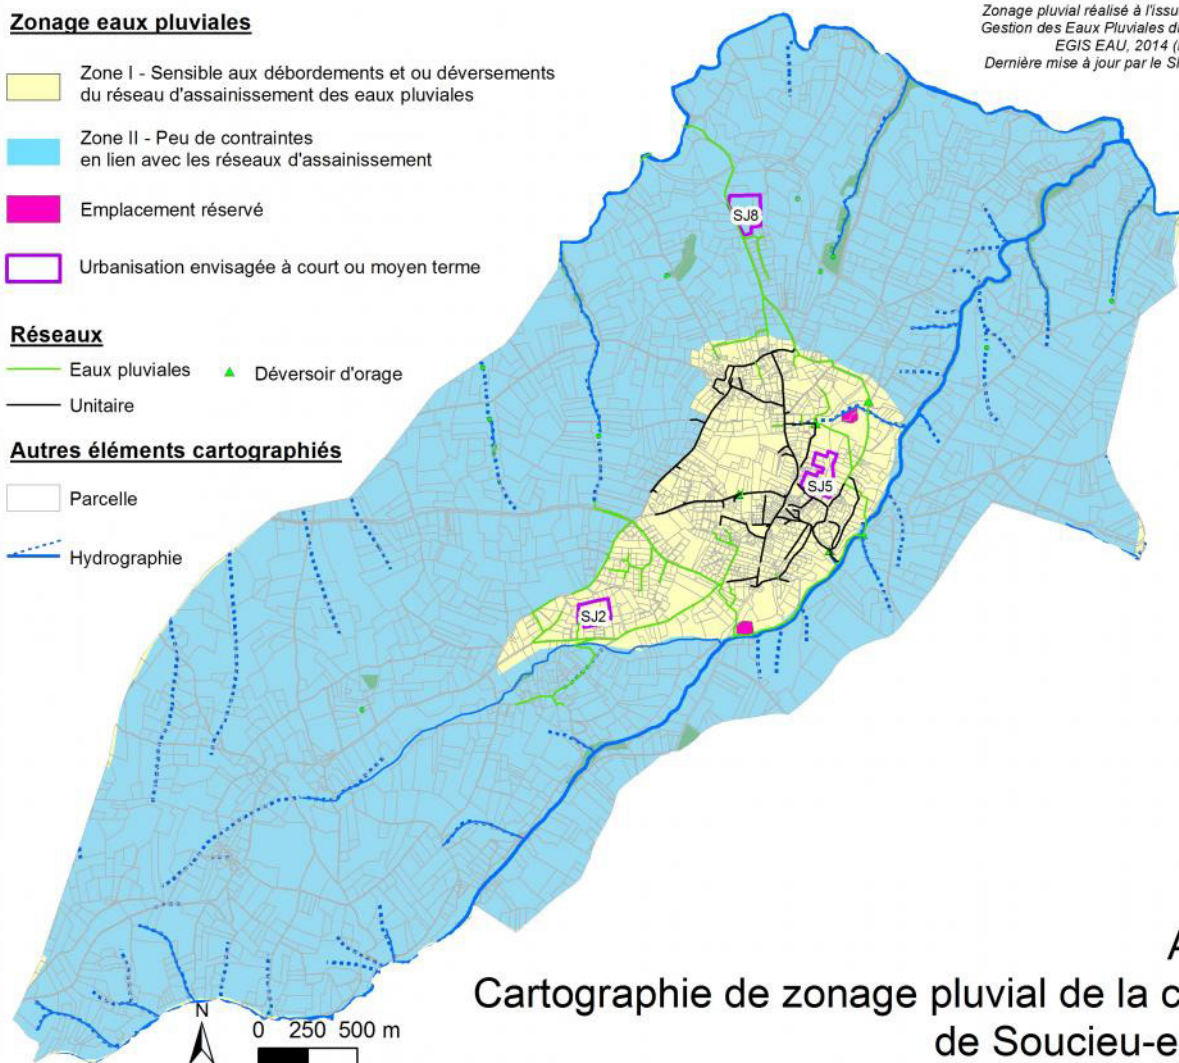 Zonage eaux pluviales
Zonage pluvial réalisé à l'issu
Gestion des Eaux Pluviales d
EGIS EAU, 2014 (
Dernière mise à jour par le S
Zone I - Sensible aux débordements et ou déversements
du réseau d'assainissement des eaux pluviales
Zone II - Peu de contraintes
en lien avec les réseaux d'assainissement
Emplacement réservé
Urbanisation envisagée à court ou moyen terme
Réseaux
Eaux pluviales
Déversoir d'orage
Unitaire
Autres éléments cartographiés
Parcelle
Hydrographie
SJ8
SJ5
SJ2
N
0 250 500 m
A
Cartographie de zonage pluvial de la c
de Soucieu-e